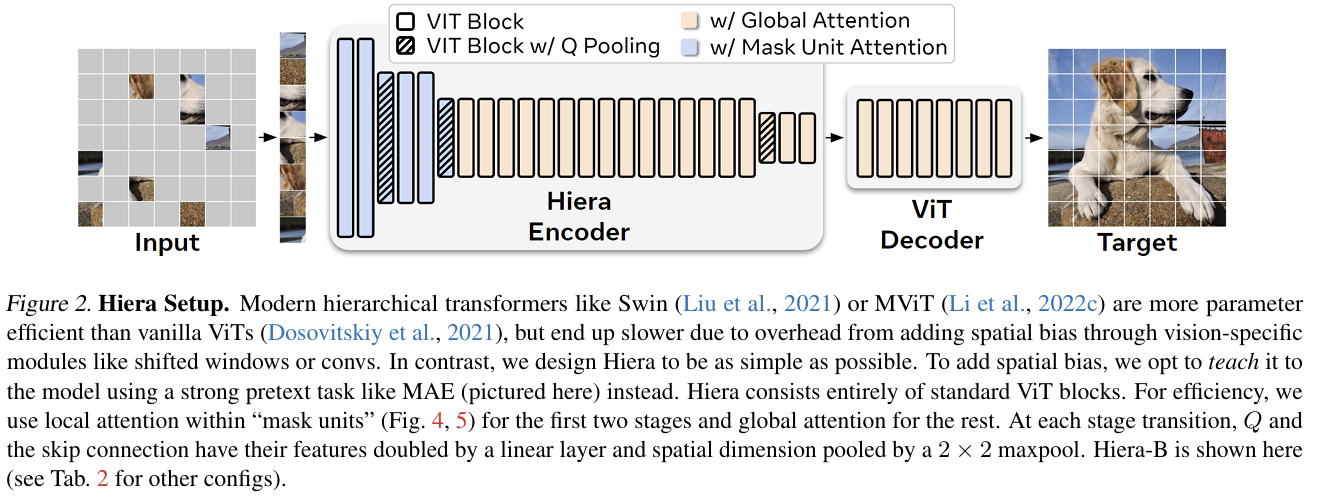 VIT Block
w/ Global Attention
VIT Block w/ Q Pooling
w/ Mask Unit Attention
Input
Hiera
Encoder
ViT
Decoder
Target
Figure 2. Hiera Setup. Modern hierarchical transformers like Swin (Liu et al., 2021) or MViT (Li et al., 2022c) are more parameter
efficient than vanilla ViTs (Dosovitskiy et al., 2021), but end up slower due to overhead from adding spatial bias through vision-specific
modules like shifted windows or convs. In contrast, we design Hiera to be as simple as possible. To add spatial bias, we opt to teach it to
the model using a strong pretext task like MAE (pictured here) instead. Hiera consists entirely of standard ViT blocks. For efficiency, we
use local attention within “mask units” (Fig. 4, 5) for the first two stages and global attention for the rest. At each stage transition, Q and
the skip connection have their features doubled by a linear layer and spatial dimension pooled by a 2 × 2 maxpool. Hiera-B is shown here
(see Tab. 2 for other configs).